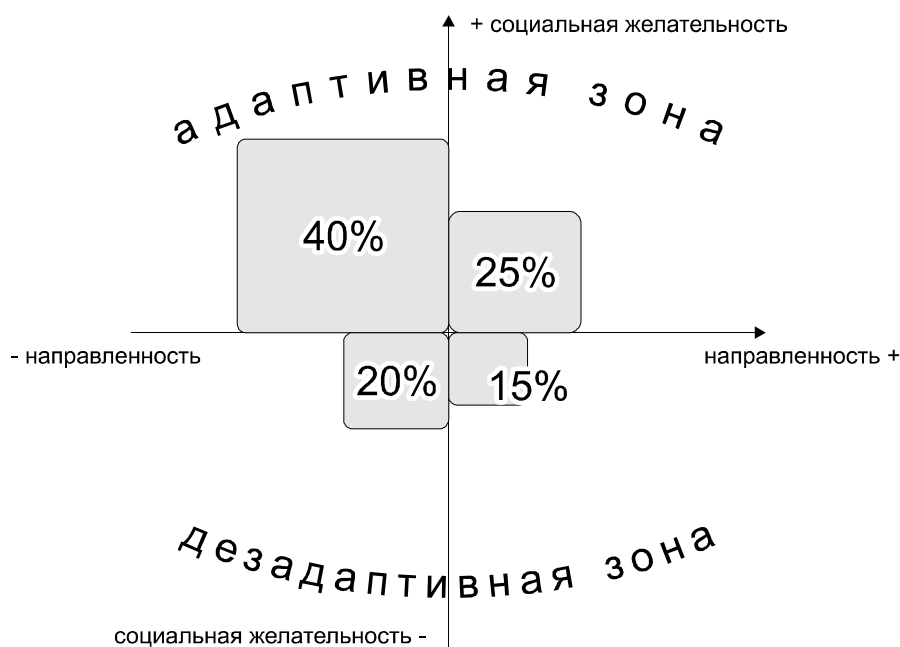 + социальная желательность
адаптивная зона
40%
25%
- направленность
направленность +
20%
15%
дезадаптивная зона
социальная желательность -